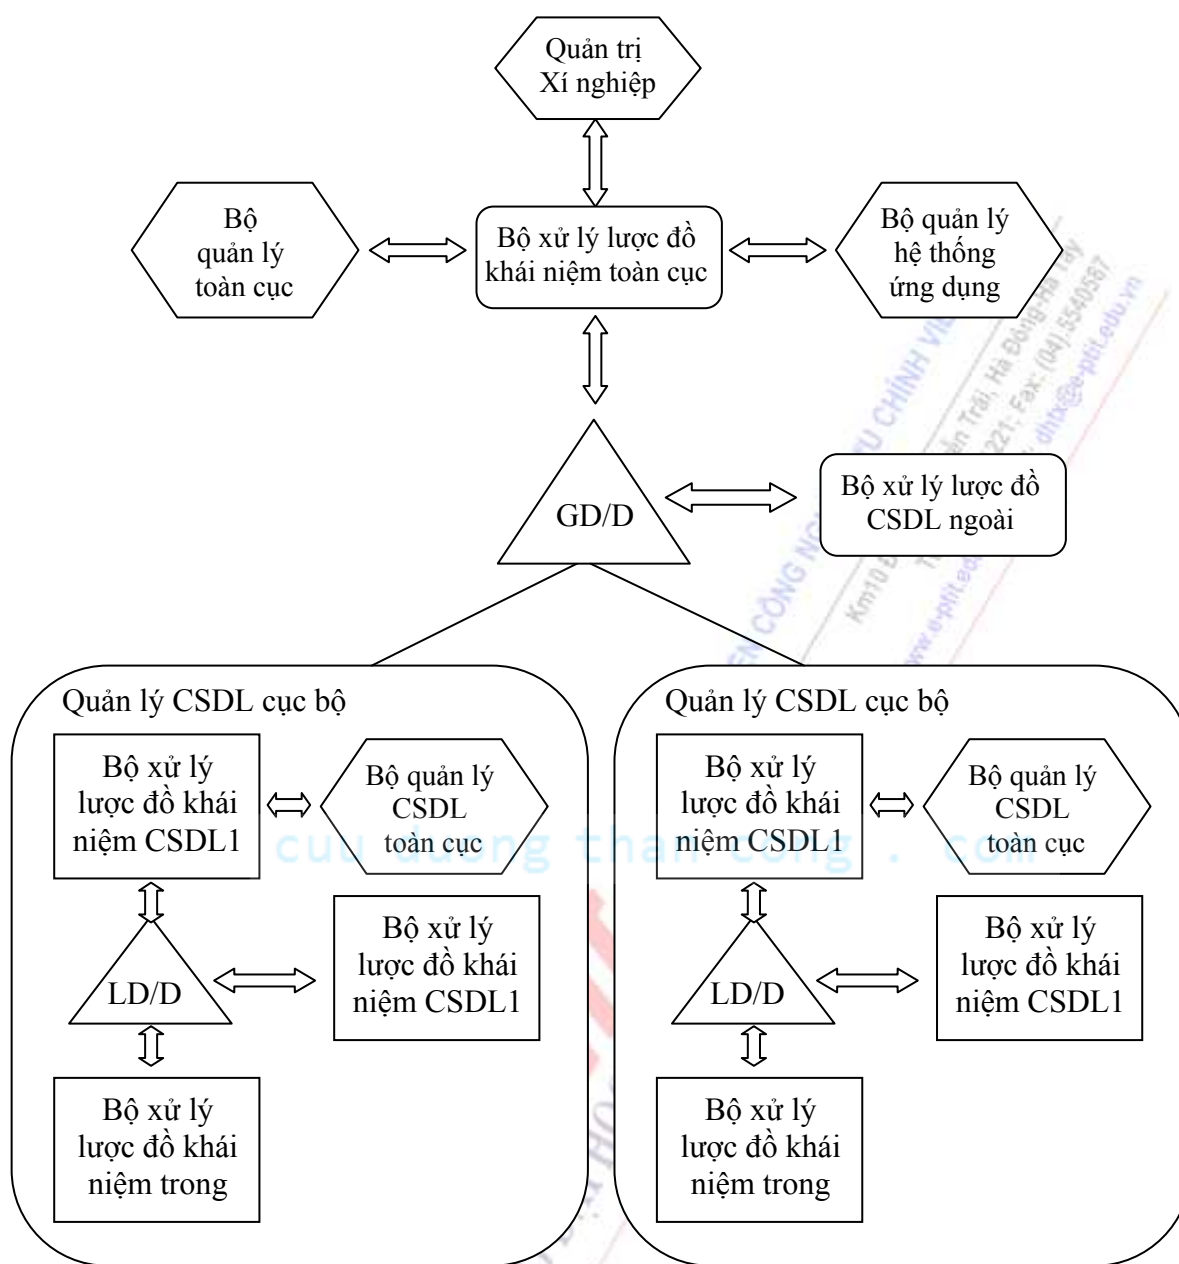 Quản trị
Xí nghiệp
Bộ
quản lý
toàn cục
Bộ xử lý lược đồ
khái niệm toàn cục
Bộ quản lý
hệ thống
ứng dụng
GD/D
Bộ xử lý lược đồ
CSDL ngoài
Quản lý CSDL cục bộ
Bộ xử lý
lược đồ khái
niệm CSDL1
Bộ quản lý
CSDL
toàn cục
LD/D
Bộ xử lý
lược đồ khái
niệm CSDL1
Bộ xử lý
lược đồ khái
niệm trong
Quản lý CSDL cục bộ
Bộ xử lý
lược đồ khái
niệm CSDL1
Bộ quản lý
CSDL
toàn cục
LD/D
Bộ xử lý
lược đồ khái
niệm CSDL1
Bộ xử lý
lược đồ khái
niệm trong
cuu duong than cong . com